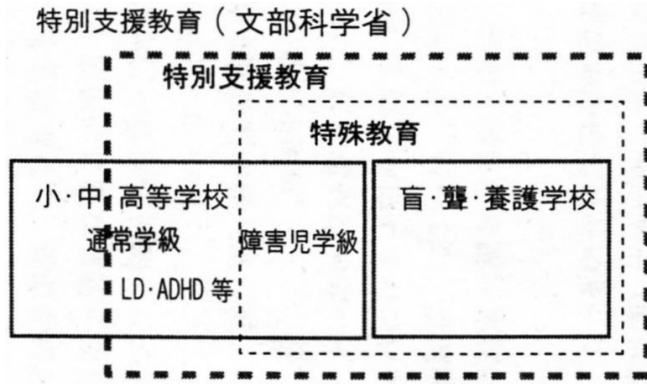 特別支援教育(文部科学省)
特別支援教育
特殊教育
小·中 高等学校
盲·聾·養護学校
通常学級
障害児学級
LD·ADHD 等